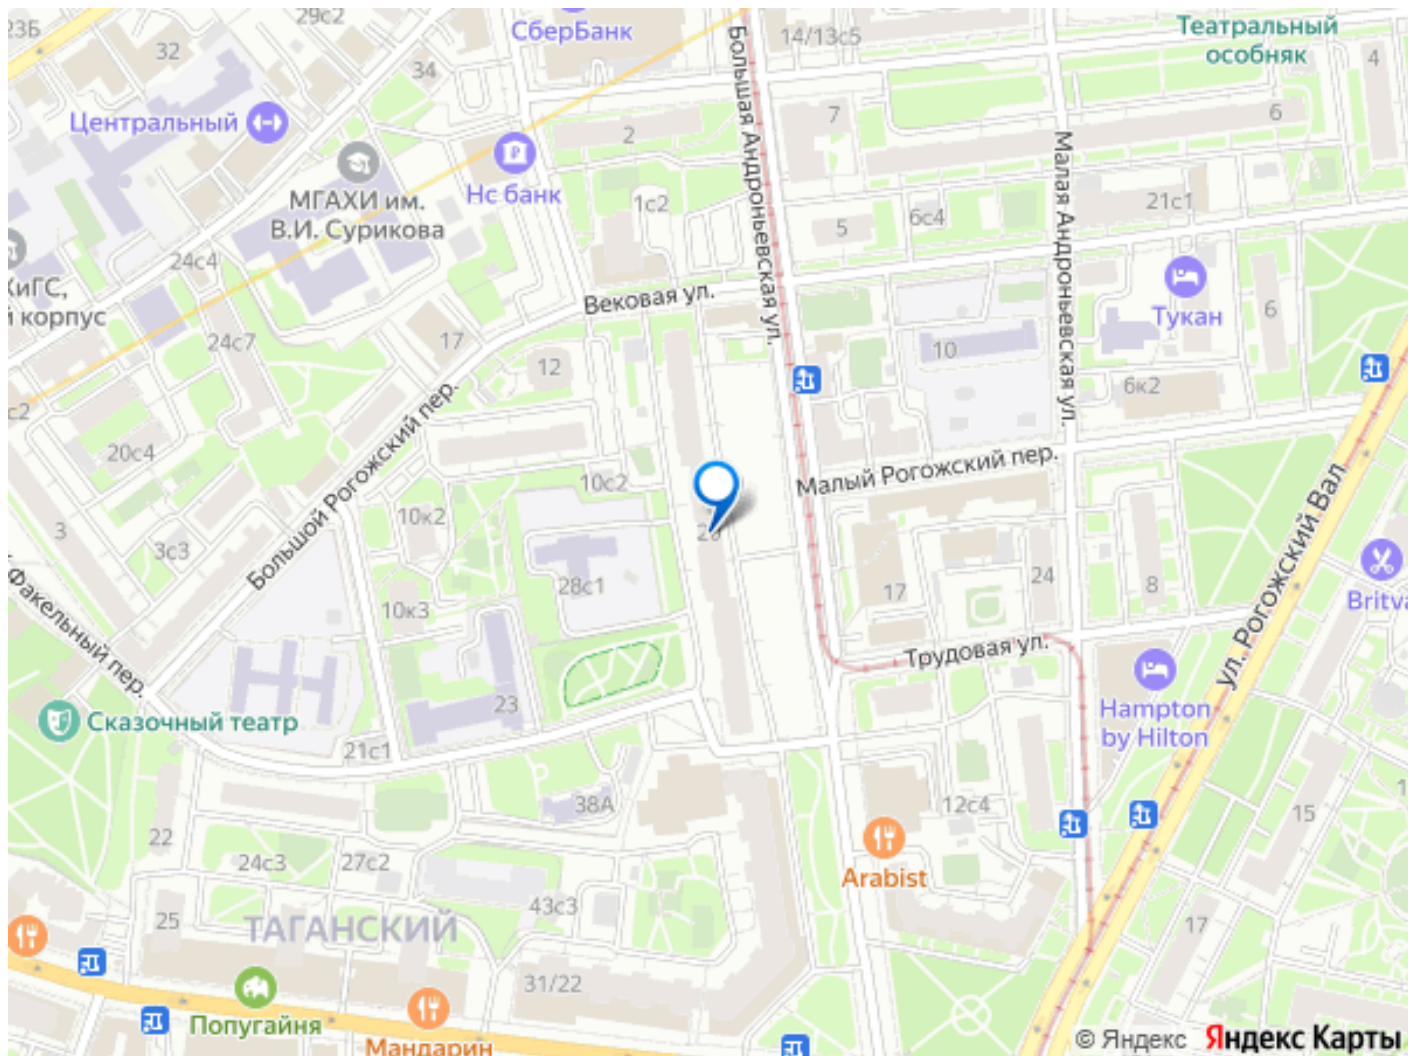 29с2
23Б
СберБанк
14/13с5
Театральный
особняк
32
34
4
Большая Андроньевская ул.
7
6
Центральный
2
Малая Андроньевская ул.
МГАХИ им.
В.И. Сурикова
Нс банк
1с2
6с4
21с1
5
24с4
ХиГС,
й корпус
Вековая ул.
Тукан
6
24с7
17
10
12
6к2
с2
20с4
Большой Рогожский пер.
10с2
Малый Рогожский пер.
10к2
ул. Рогожский Вал
3
3с3
28с1
24
8
17
Britva
10к3
Факельный пер.
Трудовая ул.
23
Сказочный театр
Hampton
by Hilton
21с1
38А
12с4
15
22
24с3
27с2
Arabist
43с3
25
ТАГАНСКИЙ
17
31/22
Попугайня
Мандарин
© Яндекс Яндекс Карты